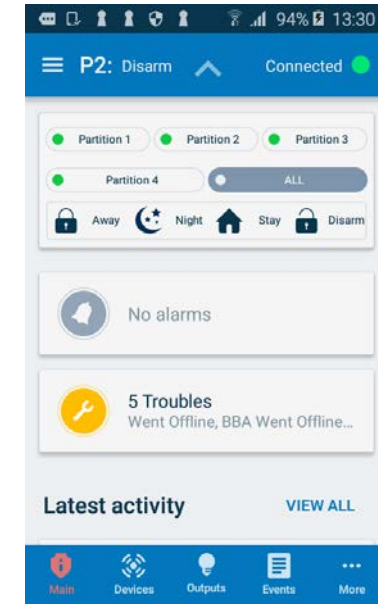 94% 13:30
P2: Disarm Connected
Partition 1 Partition 2 Partition 3
Partition 4 ALL
Away Night Stay Disarm
No alarms
5 Troubles
Went Offline, BBA Went Offline...
Latest activity VIEW ALL
Main Devices Outputs Events More